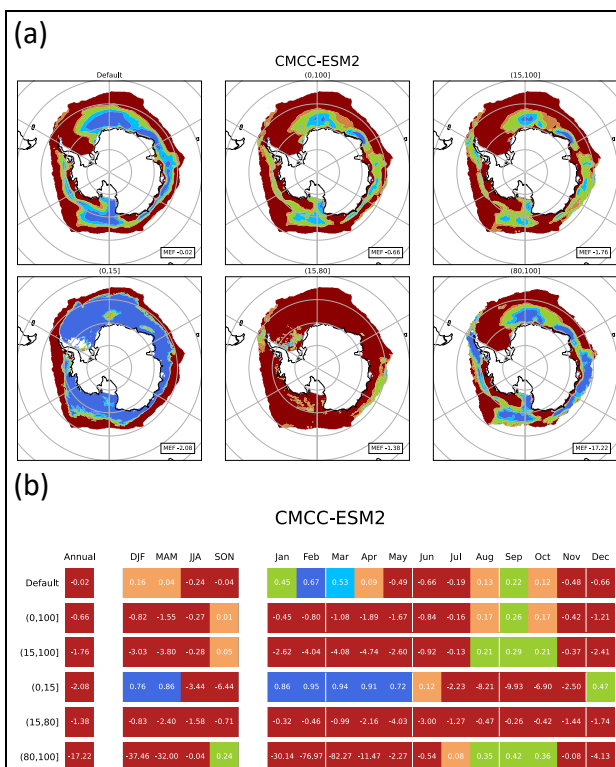 (a)
CMCC-ESM2
Default (0,100] (15,100]
MEF -0.02 MEF -0.66 MEF -1.76
(0,15] (15,80] (80,100]
MEF -2.08 MEF -1.38 MEF -17.22
(b)
CMCC-ESM2
Annual DJF MAM JJA SON Jan Feb Mar Apr May Jun Jul Aug Sep Oct Nov Dec
Default -0.02 0.16 0.04 -0.24 -0.04 0.45 0.67 0.53 0.09 -0.49 -0.66 -0.19 0.13 0.22 0.12 -0.48 -0.66
(0,100] -0.66 -0.82 -1.55 -0.27 0.01 -0.45 -0.80 -1.08 -1.89 -1.67 -0.84 -0.16 0.17 0.26 0.17 -0.42 -1.21
(15,100] -1.76 -3.03 -3.80 -0.28 0.05 -2.62 -4.04 -4.08 -4.74 -2.60 -0.92 -0.13 0.21 0.29 0.21 -0.37 -2.41
(0,15] -2.08 0.76 0.86 -3.44 -6.44 0.86 0.95 0.94 0.91 0.72 0.12 -2.23 -8.21 -9.93 -6.90 -2.50 0.47
(15,80] -1.38 -0.83 -2.40 -1.58 -0.71 -0.32 -0.46 -0.99 -2.16 -4.03 -3.00 -1.27 -0.47 -0.26 -0.42 -1.44 -1.74
(80,100] -17.22 -37.46 -32.00 -0.04 0.24 -30.14 -76.97 -82.27 -11.47 -2.27 -0.54 0.08 0.35 0.42 0.36 -0.08 -4.13